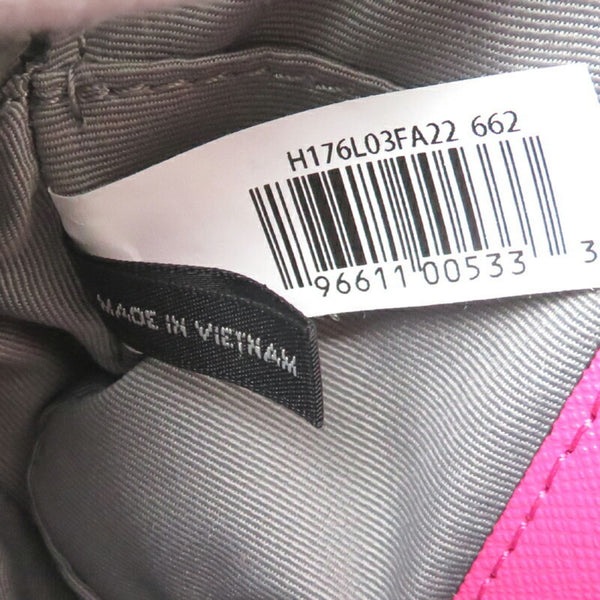 H176L03FA22 662
96611 00533 3
MADE IN VIETNAM